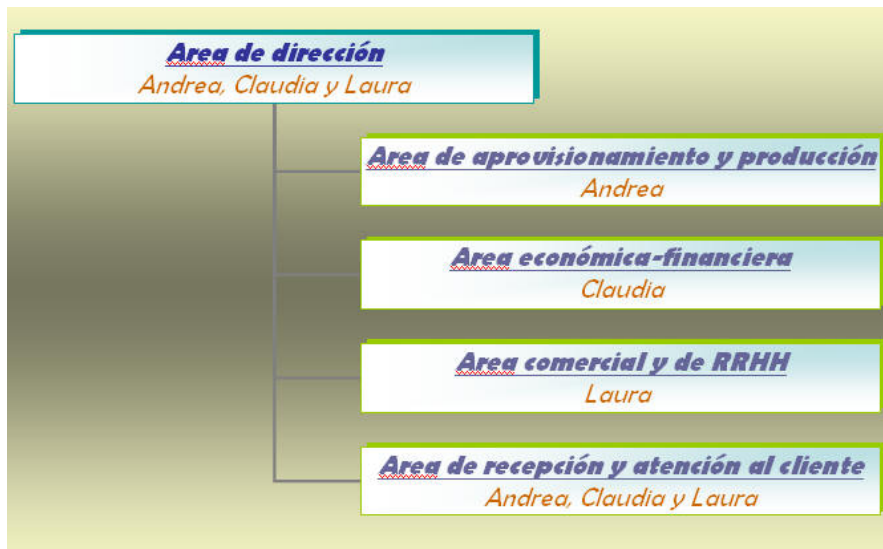 Area de dirección
Andrea, Claudia y Laura
Area de aprovisionamiento y producción
Andrea
Area económica-financiera
Claudia
Area comercial y de RRHH
Laura
Area de recepción y atención al cliente
Andrea, Claudia y Laura